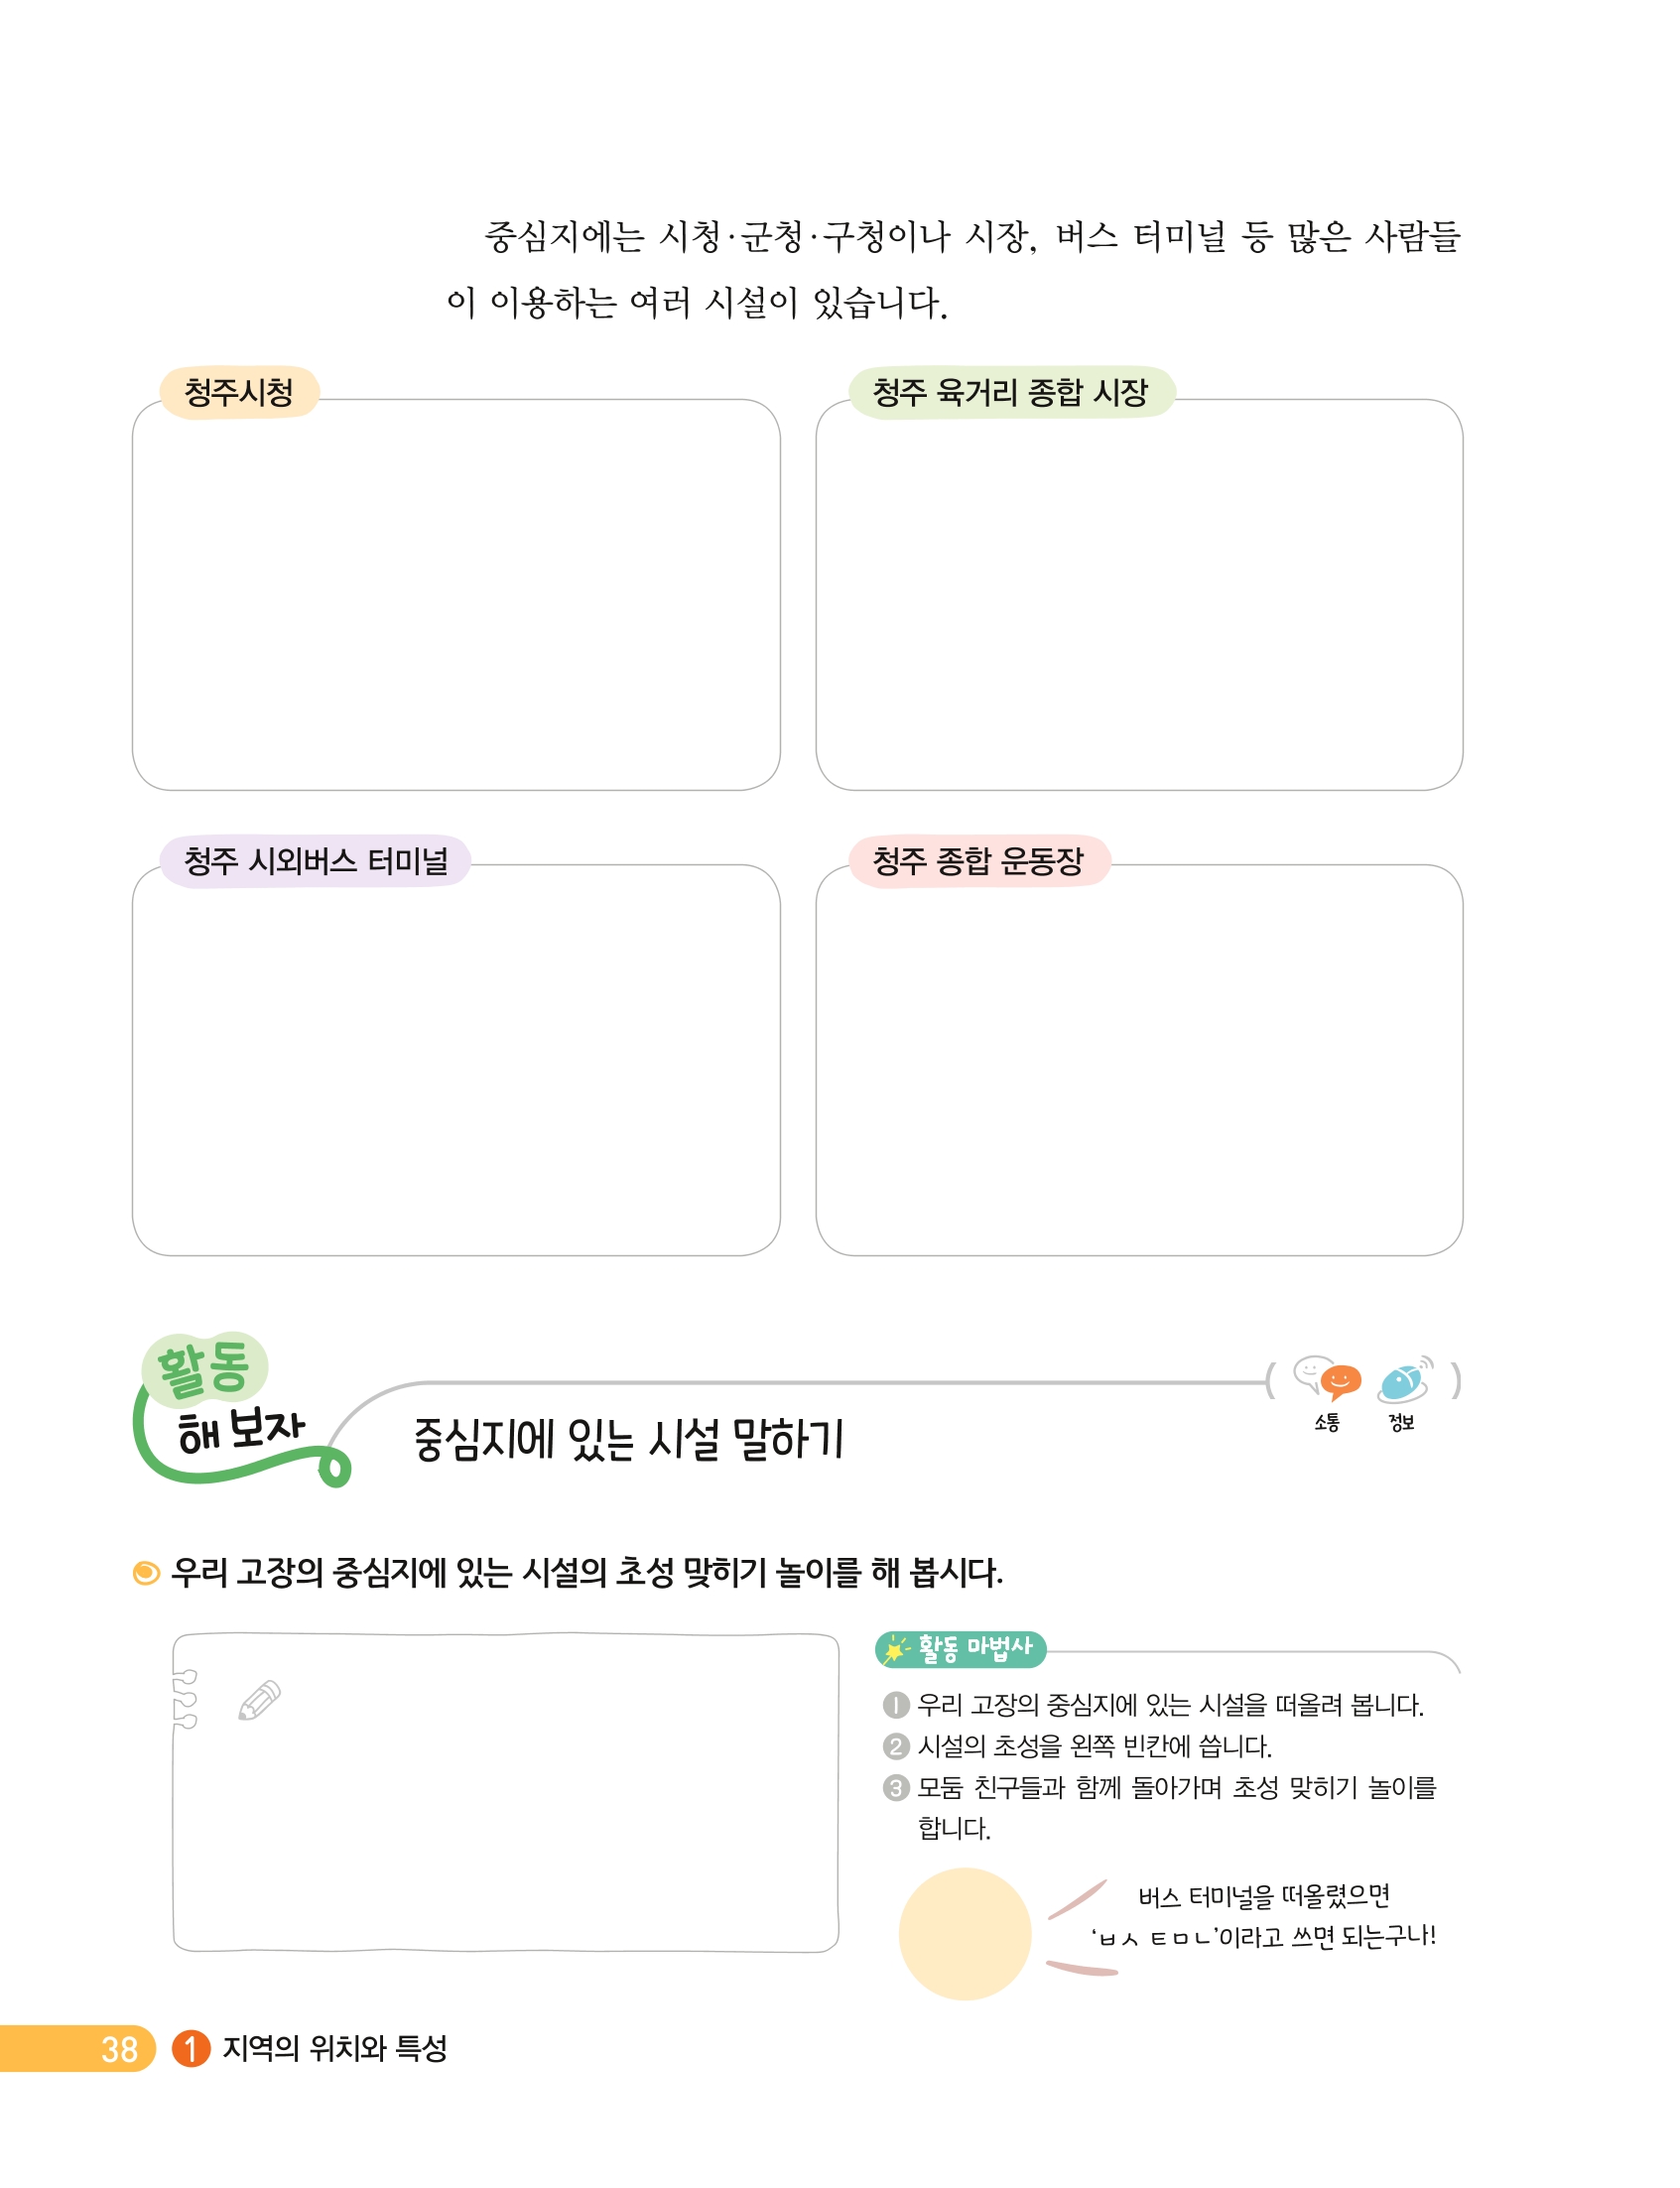 중심지에는 시청·군청·구청이나 시장, 버스 터미널 등 많은 사람들
이 이용하는 여러 시설이 있습니다.
청주시청
청주 육거리 종합 시장
청주 시외버스 터미널
청주 종합 운동장
활동
해 보자
중심지에 있는 시설 말하기
( )
소통 정보
우리 고장의 중심지에 있는 시설의 초성 맞히기 놀이를 해 봅시다.
활동 마법사
1 우리 고장의 중심지에 있는 시설을 떠올려 봅니다.
2 시설의 초성을 왼쪽 빈칸에 씁니다.
3 모둠 친구들과 함께 돌아가며 초성 맞히기 놀이를
합니다.
버스 터미널을 떠올렸으면
‘ㅂㅅ ㅌㅁㄴ’이라고 쓰면 되는구나!
38 1 지역의 위치와 특성